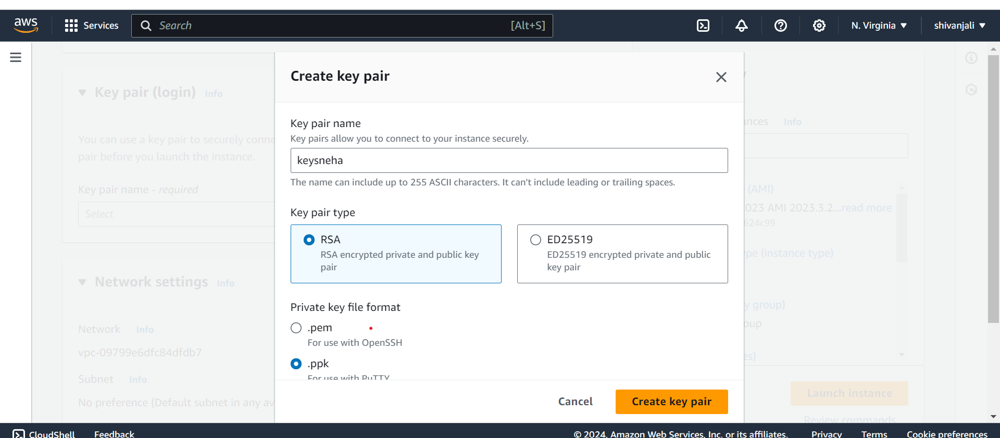 aws
Services
Search
[Alt+S]
N. Virginia
shivanjali
Key pair (login)
Info
You can use a key pair to securely conne
pair before you launch the instance.
Key pair name - required
Select
Network settings
Info
Network
Info
vpc-09799e6dfc84dfdb7
Subnet
Info
No preference (Default subnet in any av
Create key pair
Key pair name
Key pairs allow you to connect to your instance securely.
keysneha
The name can include up to 255 ASCII characters. It can't include leading or trailing spaces.
Key pair type
RSA
RSA encrypted private and public key
pair
ED25519
ED25519 encrypted private and public
key pair
Private key file format
.pem
For use with OpenSSH
.ppk
For use with PuTTY
Cancel
Create key pair
ances
Info
(AMI)
023 AMI 2023.3.2...read more
624c99
pe (instance type)
y group)
oup
es)
Launch instance
Review commands
CloudShell
Feedback
© 2024, Amazon Web Services, Inc. or its affiliates.
Privacy
Terms
Cookie preferences